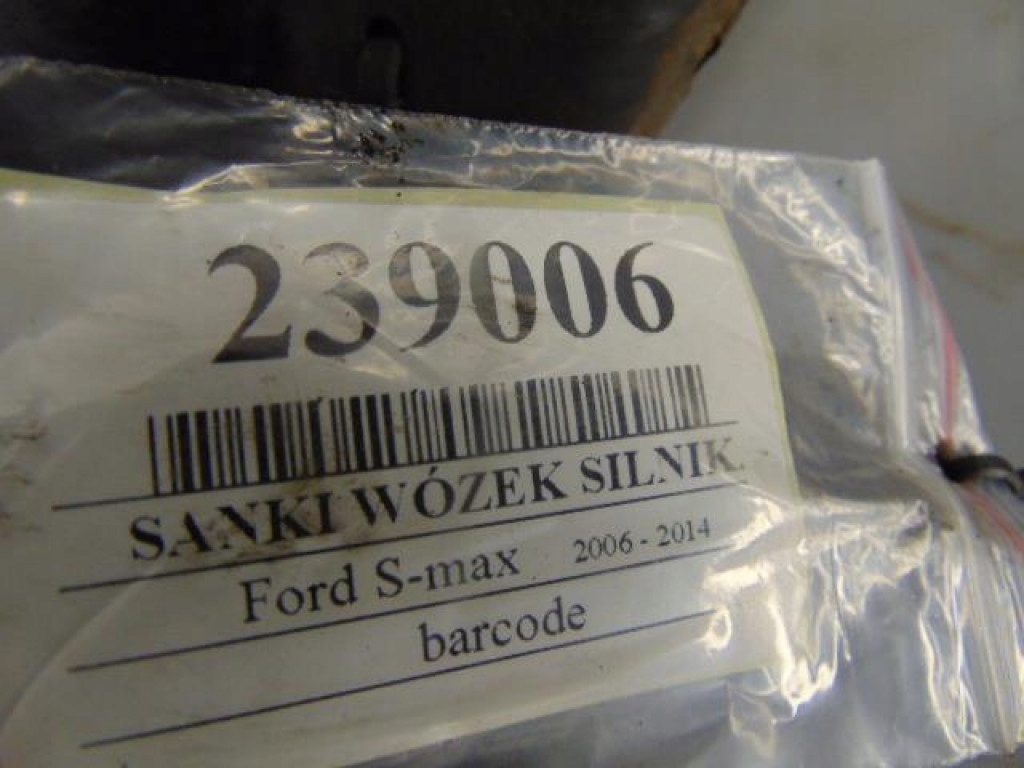 239006
SANKI WÓZEK SILNIK
Ford S-max 2006 - 2014
barcode